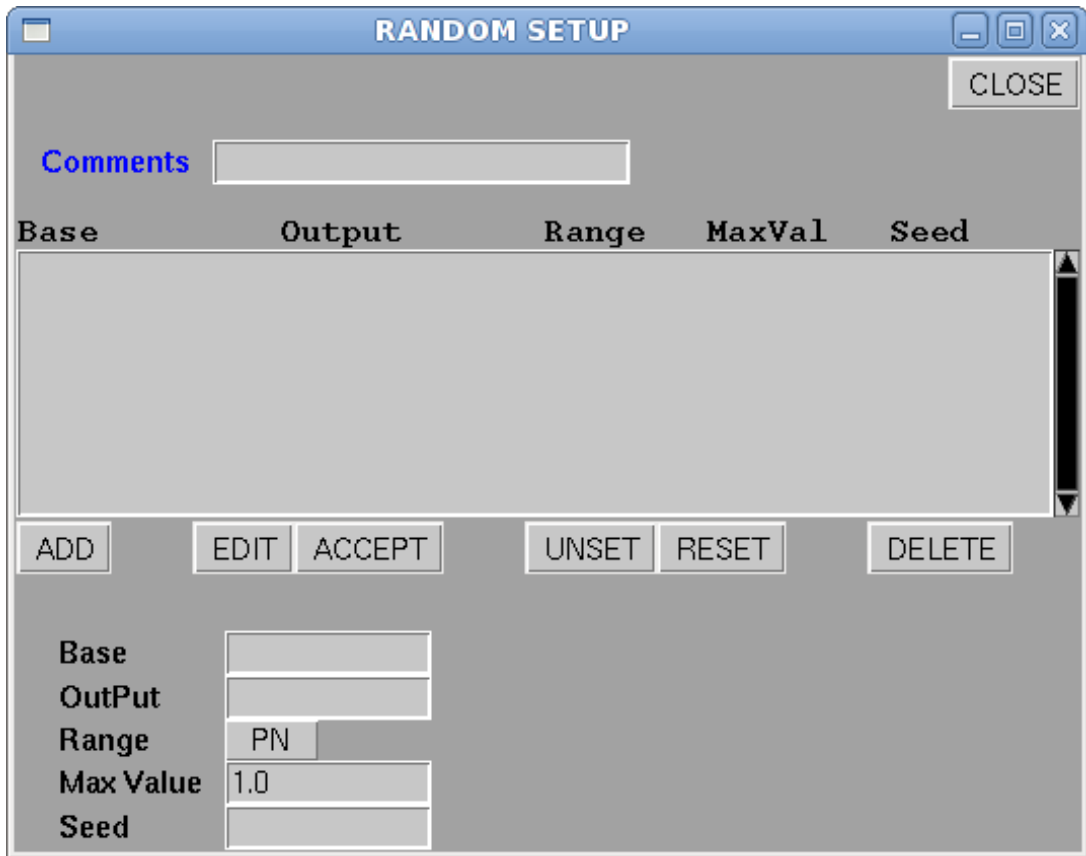 RANDOM SETUP
CLOSE
Comments
Base Output Range MaxVal Seed
ADD EDIT ACCEPT UNSET RESET DELETE
Base
OutPut
Range PN
Max Value 1.0
Seed